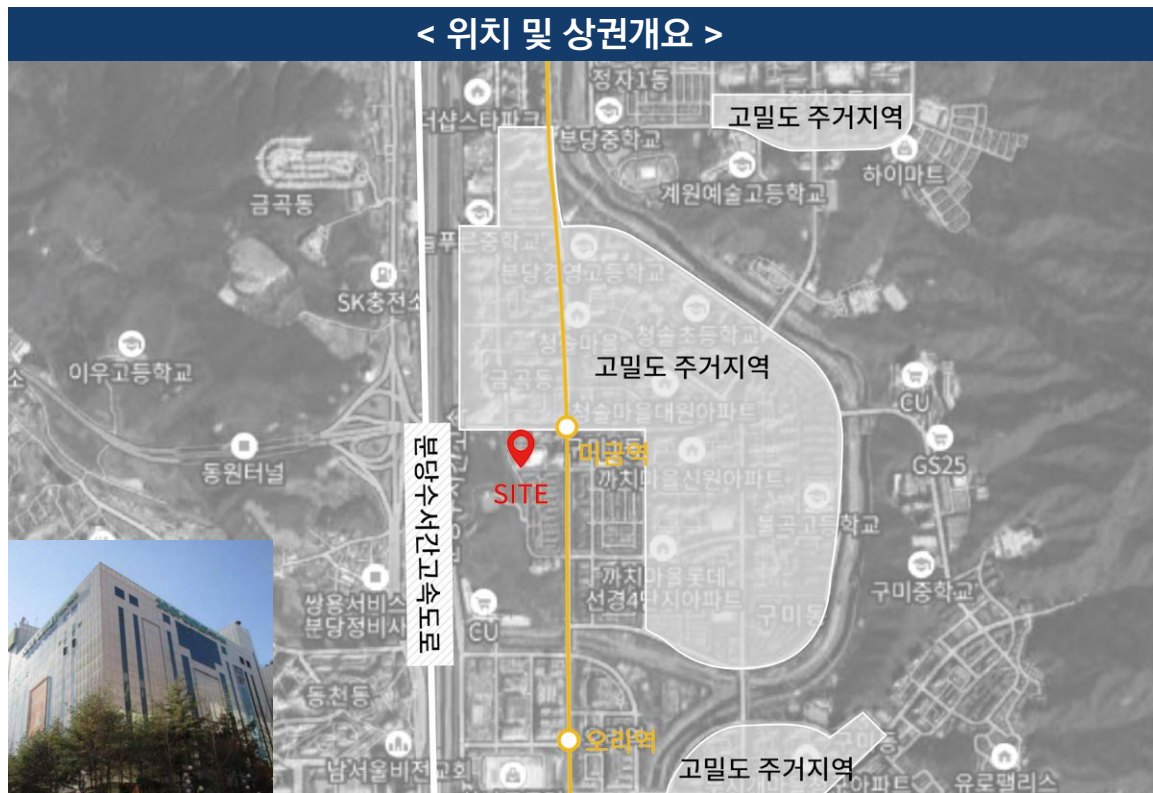 < 위치 및 상권개요 >
정자1동
고밀도 주거지역
더샵스타파크
분당중학교
계원예술고등학교
하이마트
금곡동
늘푸른중학교
분당경영고등학교
SK충전소
청솔마을
청솔초등학교
고밀도 주거지역
이우고등학교
금곡동
청솔마을대원아파트
CU
미금역
구미동
GS25
동원터널
SITE
까치마을신원아파트
분당수서간고속도로
불곡고등학교
까치마을롯데
선경4단지아파트
구미중학교
쌍용서비스
분당정비사
CU
구미동
동천동
오리역
구미동
남서울비전교회
고밀도 주거지역
유로팰리스